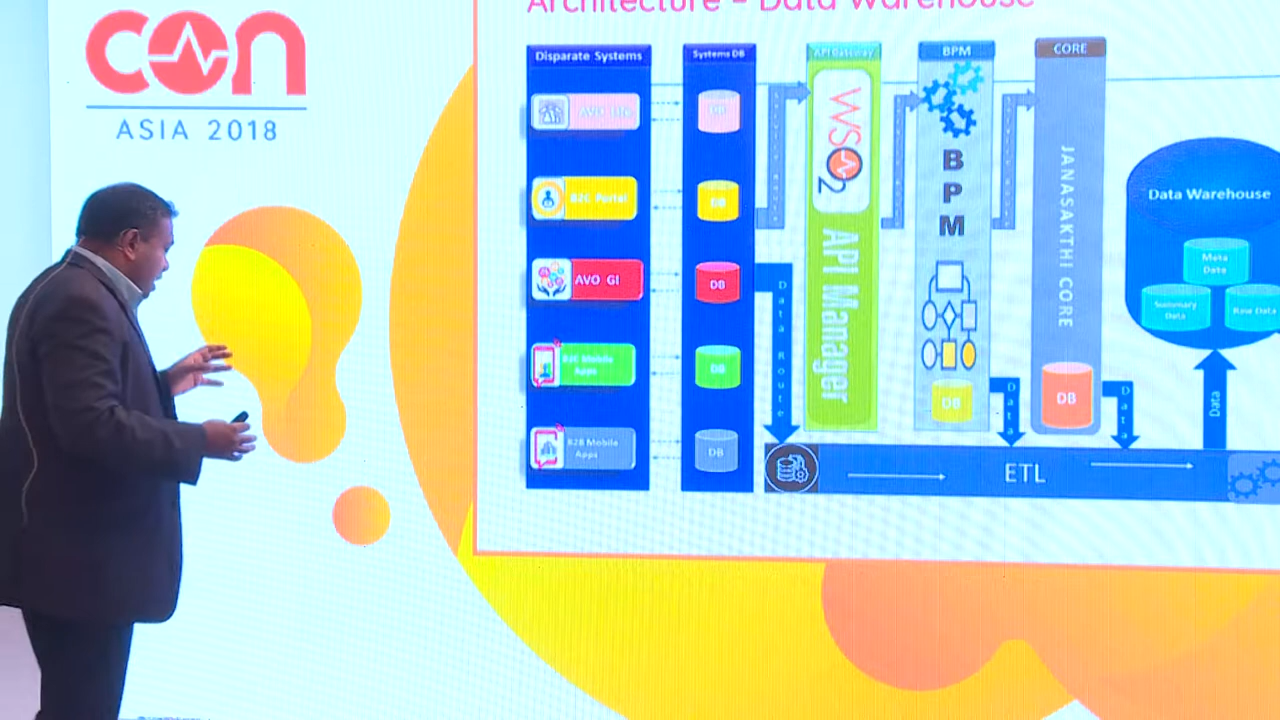 CON
ASIA 2018
Architecture - Data Warehouse
Disparate Systems
Systems DB
API Gateway
BPM
CORE
DB
B2C Portal
DB
AVO GI
DB
B2C Mobile
Apps
DB
B2B Mobile
Apps
DB
Data Route
WSO2
API Manager
BPM
DB
Data
JANASAKTHI CORE
DB
Data
Data Warehouse
Meta
Data
Summary
Data
Raw Data
Data
ETL